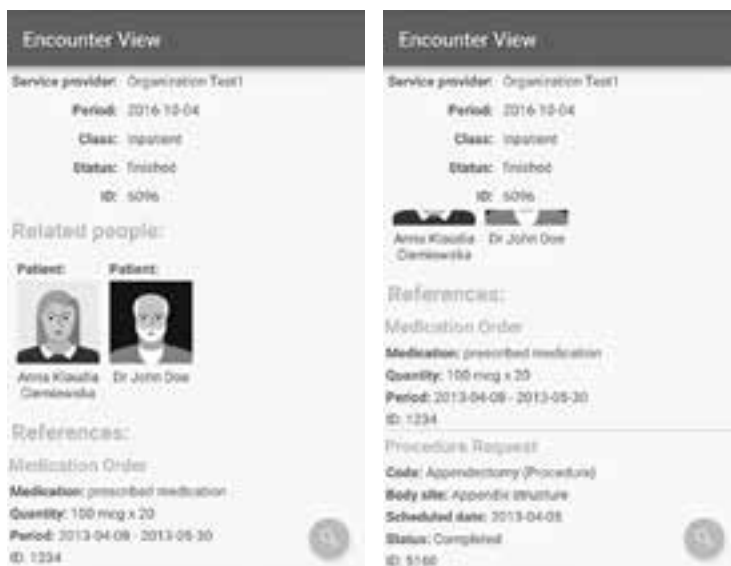 Encounter View
Service provider: Organization Test1
Period: 2016-10-04
Class: Inpatient
Status: finished
ID: 5096
Related people:
Patient: Patient:
Anna Klaudia Dr John Doe
References:
Medication Order
Medication: prescribed medication
Quantity: 100 mcg x 20
Period: 2013-04-08 - 2013-05-30
ID: 1234
Encounter View
Service provider: Organization Test1
Period: 2016-10-04
Class: Inpatient
Status: finished
ID: 5096
Anna Klaudia Dr John Doe
References:
Medication Order
Medication: prescribed medication
Quantity: 100 mcg x 20
Period: 2013-04-08 - 2013-05-30
ID: 1234
Procedure Request
Code: Appendectomy (Procedure)
Body site: Appendix structure
Scheduled date: 2013-04-05
Status: Completed
ID: 5160